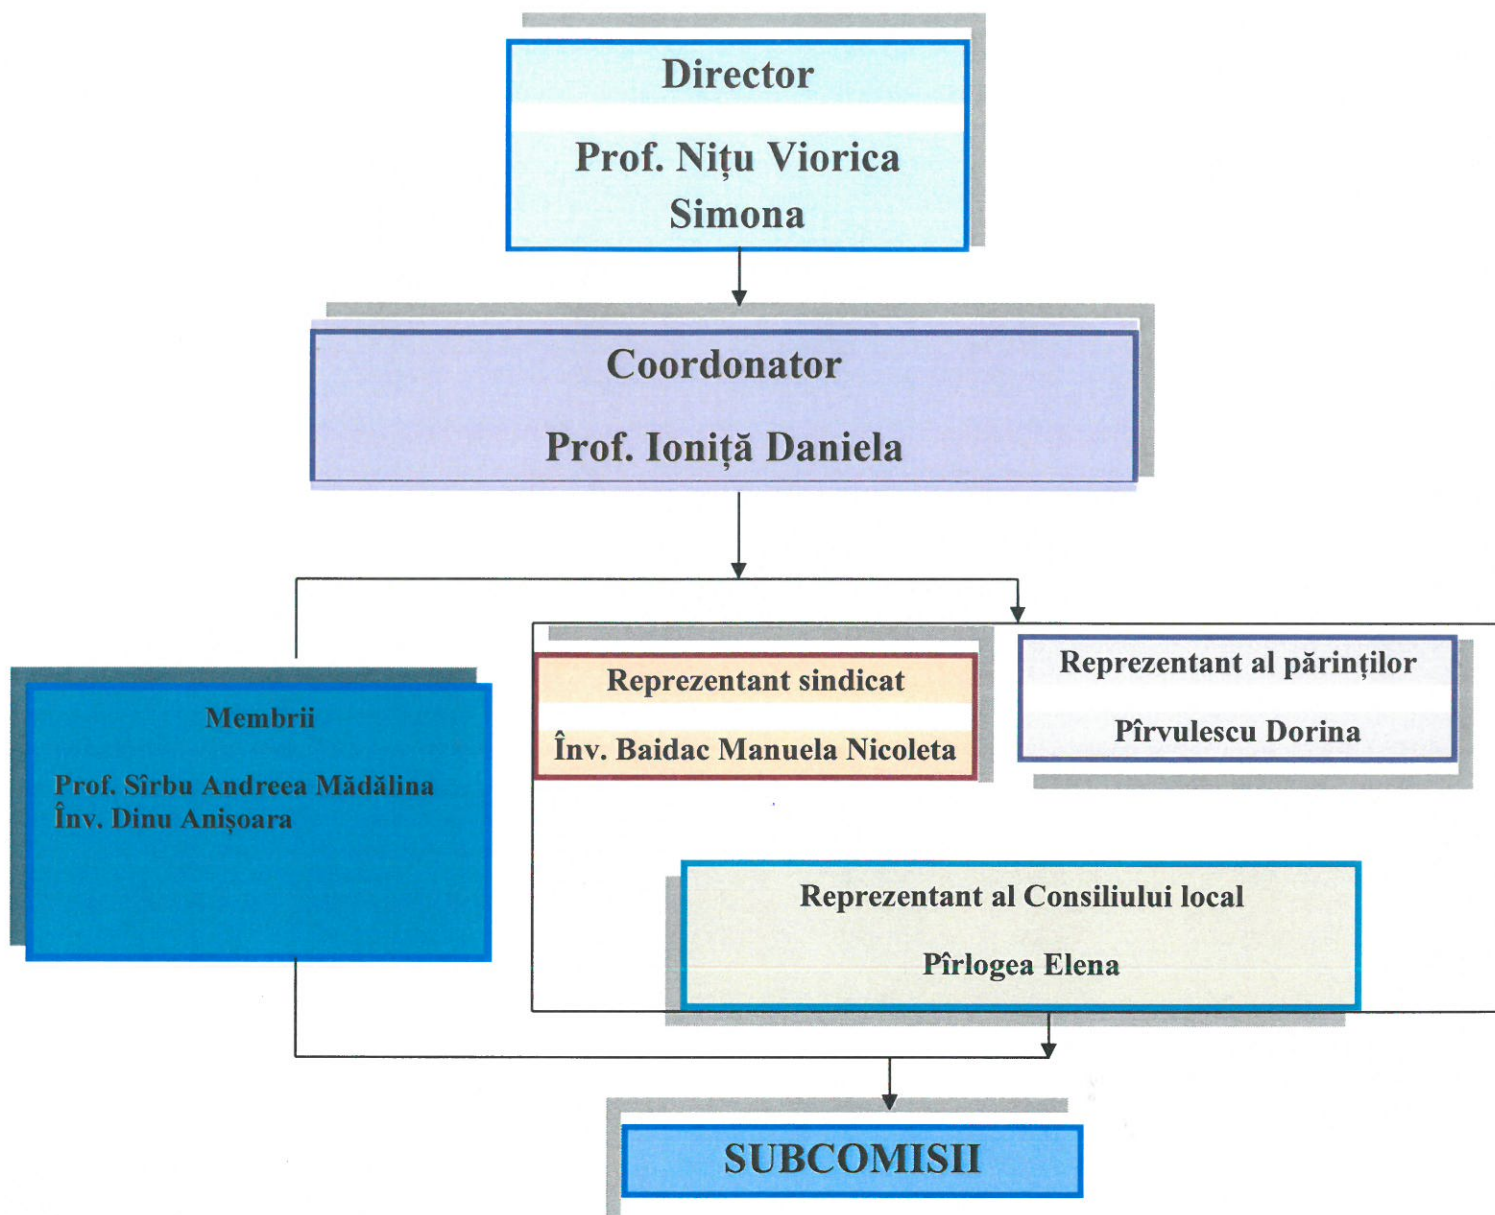 Director
Prof. Nițu Viorica
Simona
Coordonator
Prof. Ioniță Daniela
Membrii
Prof. Sîrbu Andreea Mădălina
Înv. Dinu Anișoara
Reprezentant sindicat
Înv. Baidac Manuela Nicoleta
Reprezentant al părinților
Pîrvulescu Dorina
Reprezentant al Consiliului local
Pîrlogea Elena
SUBCOMISII